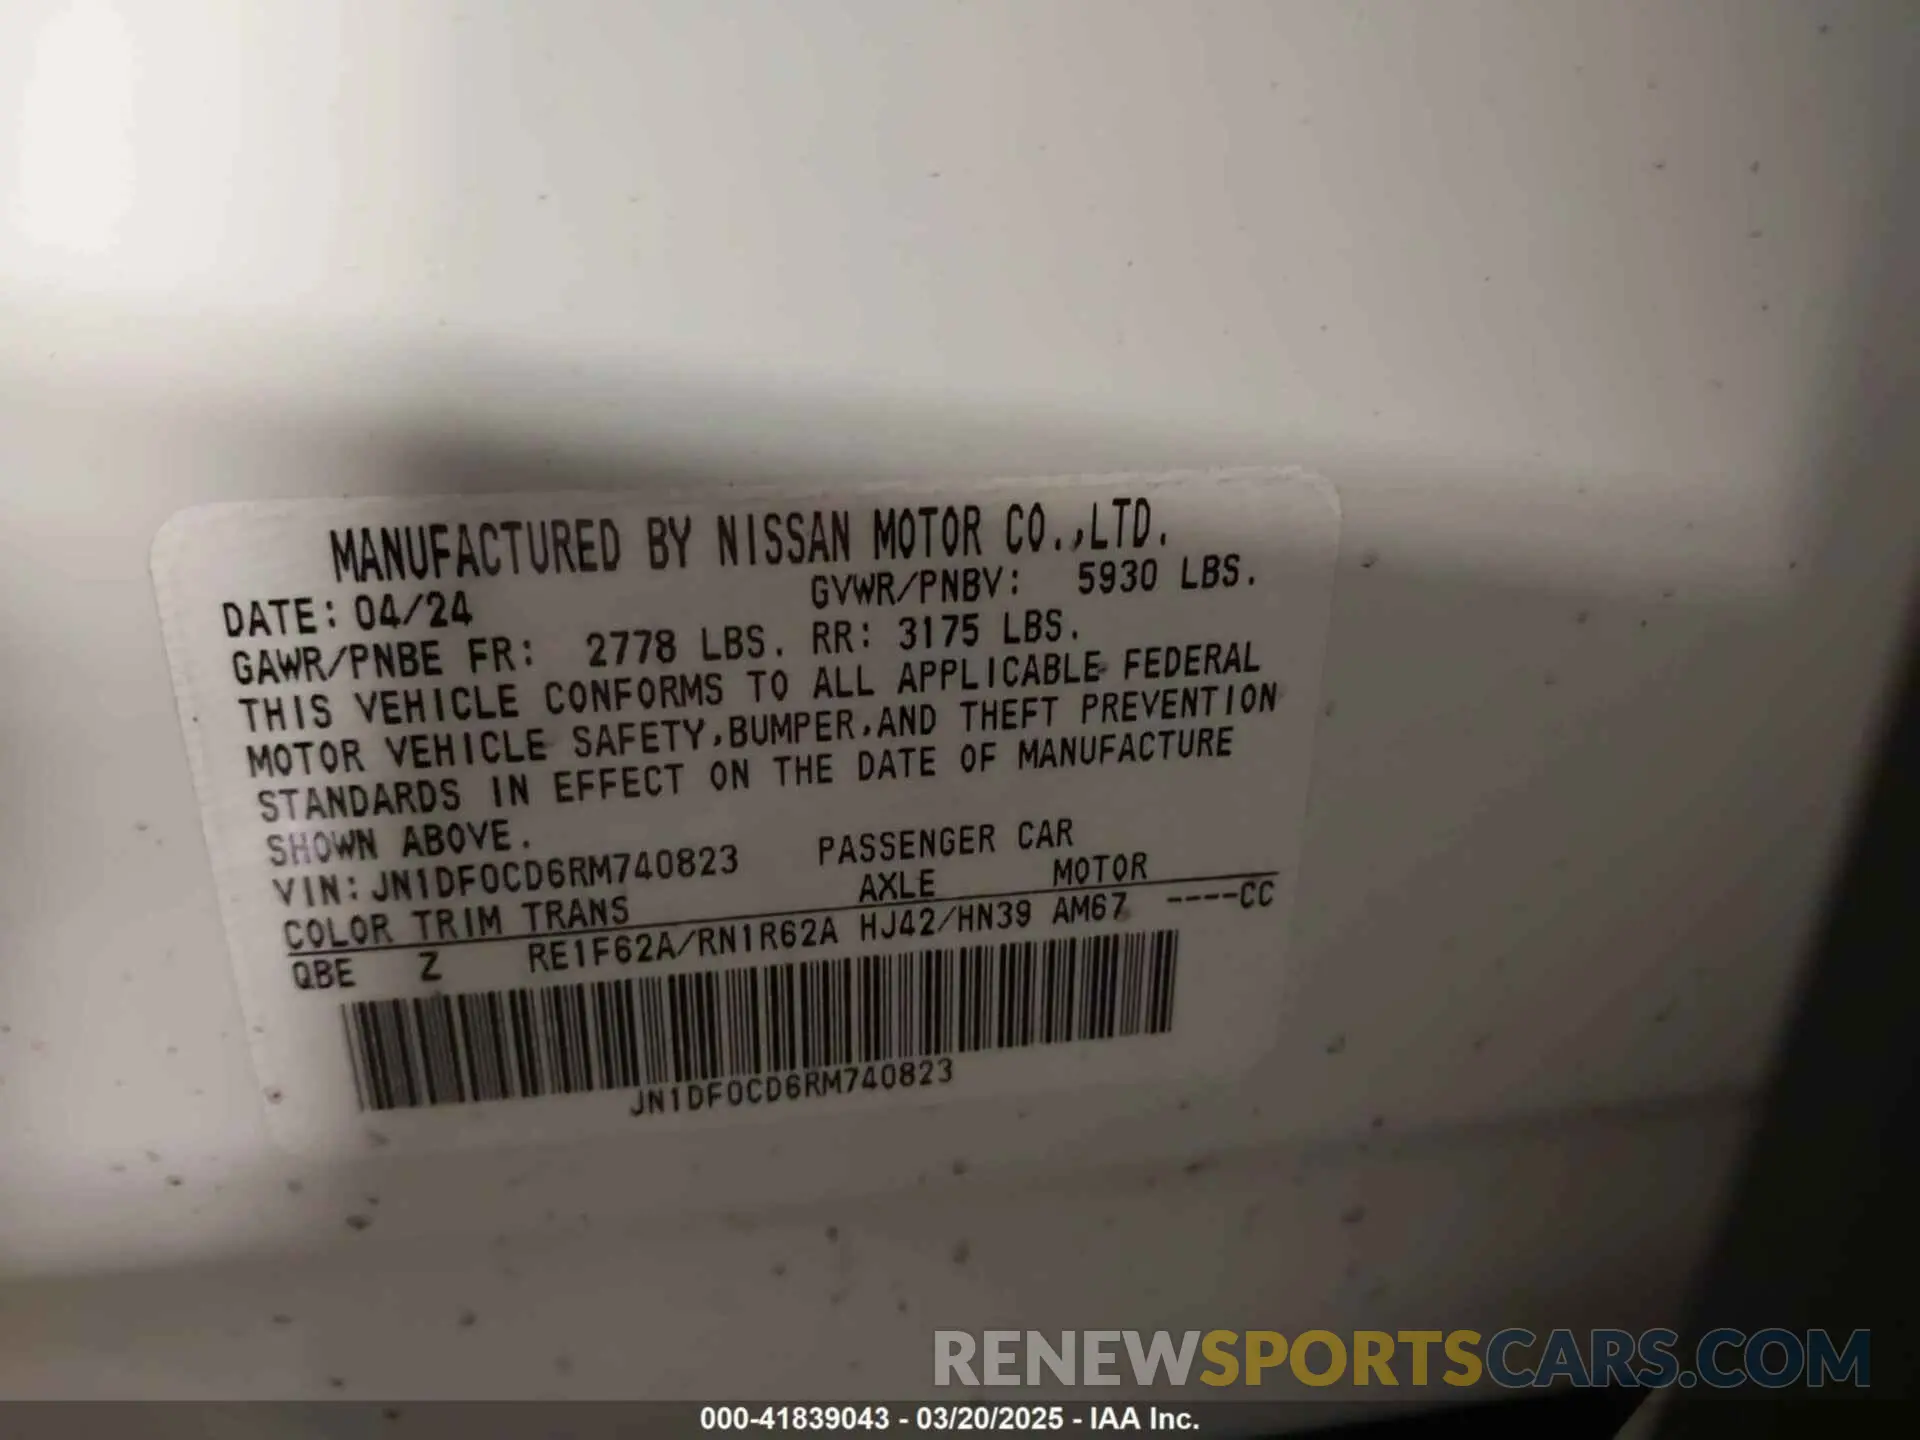 MANUFACTURED BY NISSAN MOTOR CO.,LTD.
DATE: 04/24 GVWR/PNBV: 5930 LBS.
GAWR/PNBE FR: 2778 LBS. RR: 3175 LBS.
THIS VEHICLE CONFORMS TO ALL APPLICABLE FEDERAL
MOTOR VEHICLE SAFETY,BUMPER,AND THEFT PREVENTION
STANDARDS IN EFFECT ON THE DATE OF MANUFACTURE
SHOWN ABOVE.
VIN: JN1DF0CD6RM740823 PASSENGER CAR
COLOR TRIM TRANS AXLE MOTOR
QBE Z RE1F62A/RN1R62A HJ42/HN39 AM67 ----CC
JN1DF0CD6RM740823
RENEWSPORTSCARS.COM
000-41839043 - 03/20/2025 - IAA Inc.